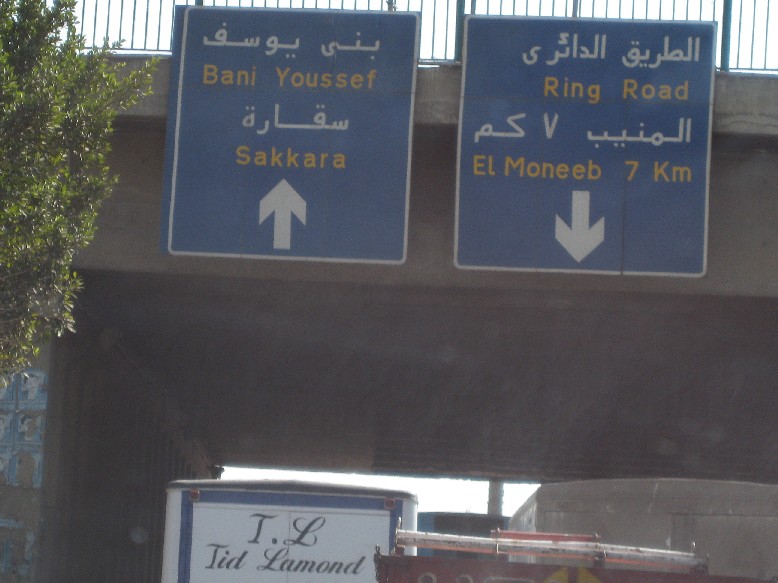 بنى يوسف
Bani Youssef
سقارة
Sakkara
الطريق الدائرى
Ring Road
المنيب ٧ كم
El Moneeb 7 Km
T.L
Tid Lamond